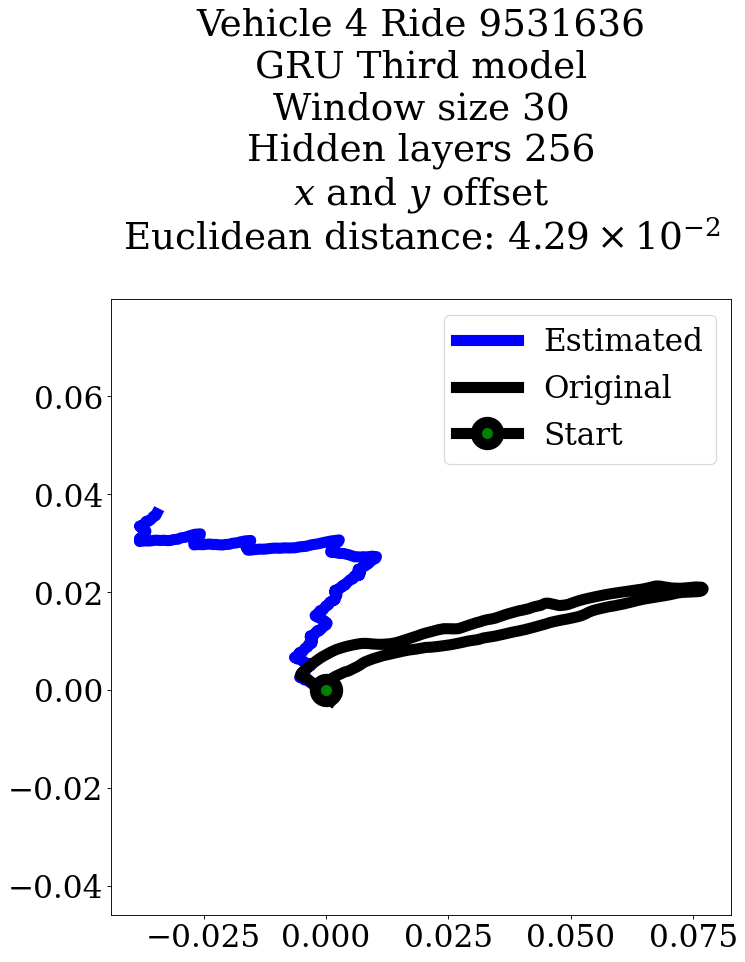 Vehicle 4 Ride 9531636
GRU Third model
Window size 30
Hidden layers 256
x and y offset
Euclidean distance: 4.29 × 10⁻²
Estimated
Original
Start
0.06
0.04
0.02
0.00
−0.02
−0.04
−0.025 0.000 0.025 0.050 0.075